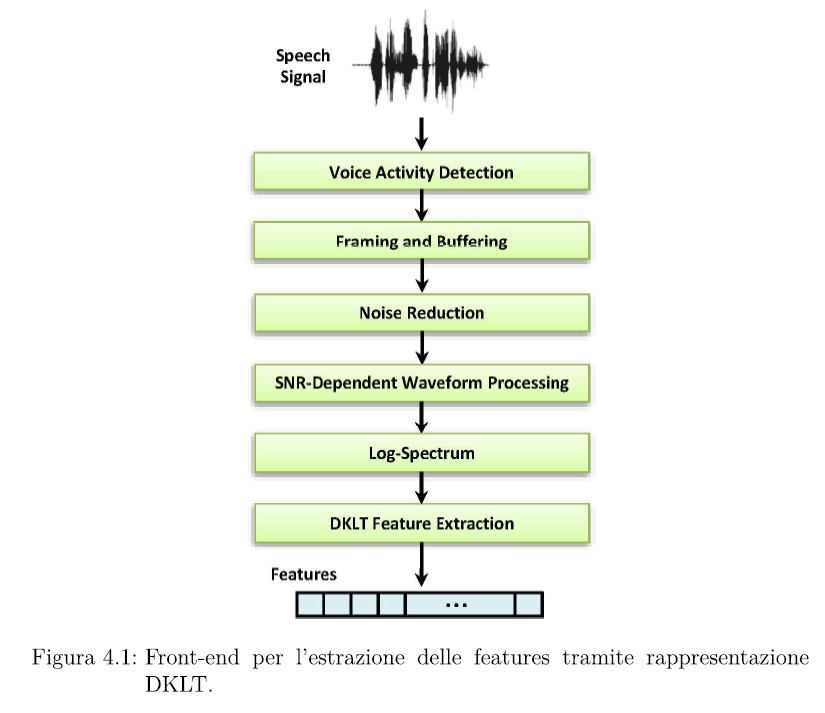 Speech
Signal
Voice Activity Detection
Framing and Buffering
Noise Reduction
SNR-Dependent Waveform Processing
Log-Spectrum
DKLT Feature Extraction
Features
...
Figura 4.1: Front-end per l'estrazione delle features tramite rappresentazione
DKLT.